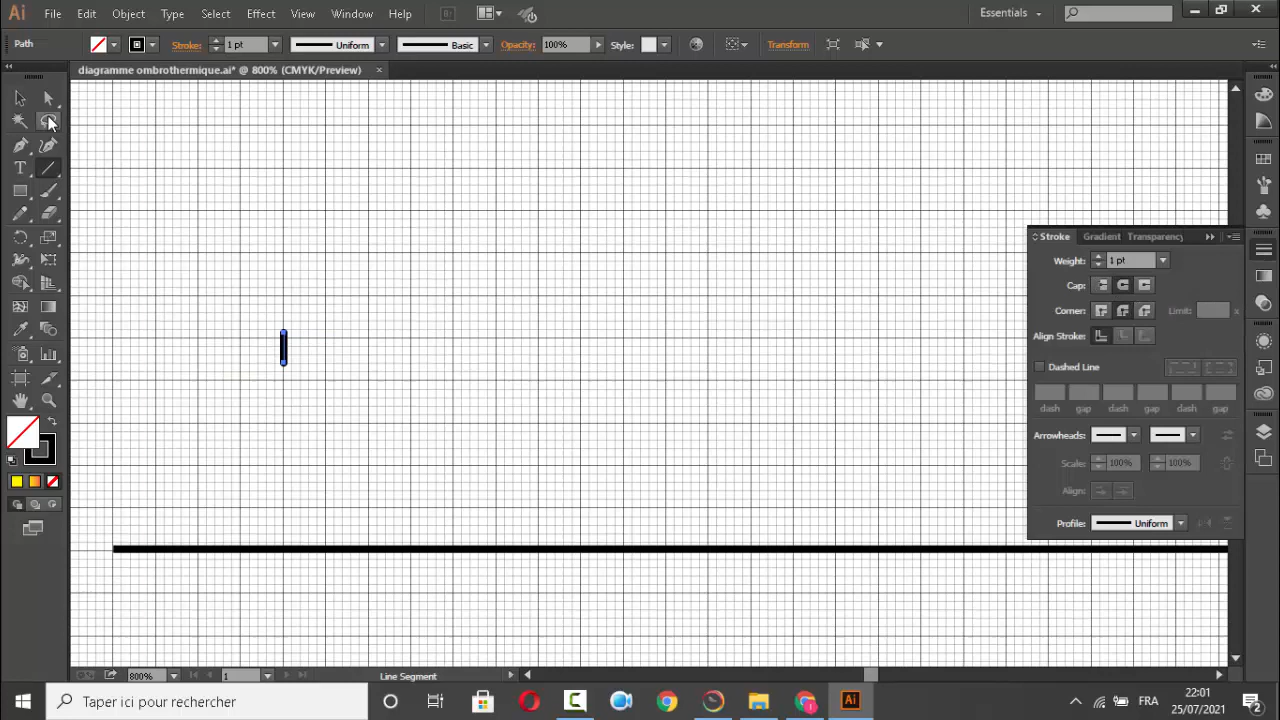 Ai File Edit Object Type Select Effect View Window Help Br Essentials
Path Stroke: 1 pt Uniform Basic Opacity: 100% Style: Transform
diagramme ombrothermique.ai* @ 800% (CMYK/Preview) ×
T
Stroke Gradient Transparency
Weight: 1 pt
Cap:
Corner: Limit: x
Align Stroke:
Dashed Line
dash gap dash gap dash gap
Arrowheads:
Scale: 100% 100%
Align:
Profile: Uniform
800% 1 Line Segment
Taper ici pour rechercher
Ai
FRA
22:01
25/07/2021
2